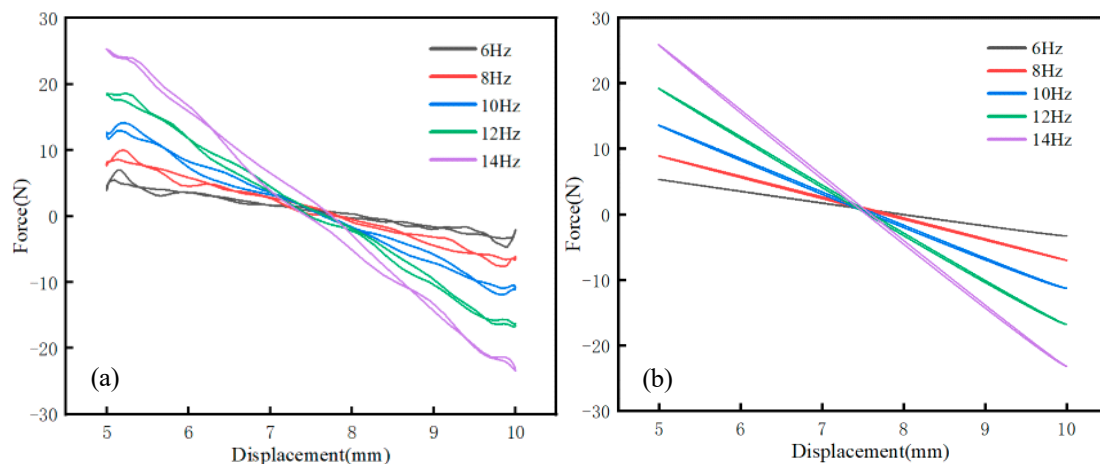 30
20
10
0
−10
−20
−30
Force(N)
6Hz
8Hz
10Hz
12Hz
14Hz
(a)
5 6 7 8 9 10
Displacement(mm)
30
20
10
0
−10
−20
−30
Force(N)
6Hz
8Hz
10Hz
12Hz
14Hz
(b)
5 6 7 8 9 10
Displacement(mm)